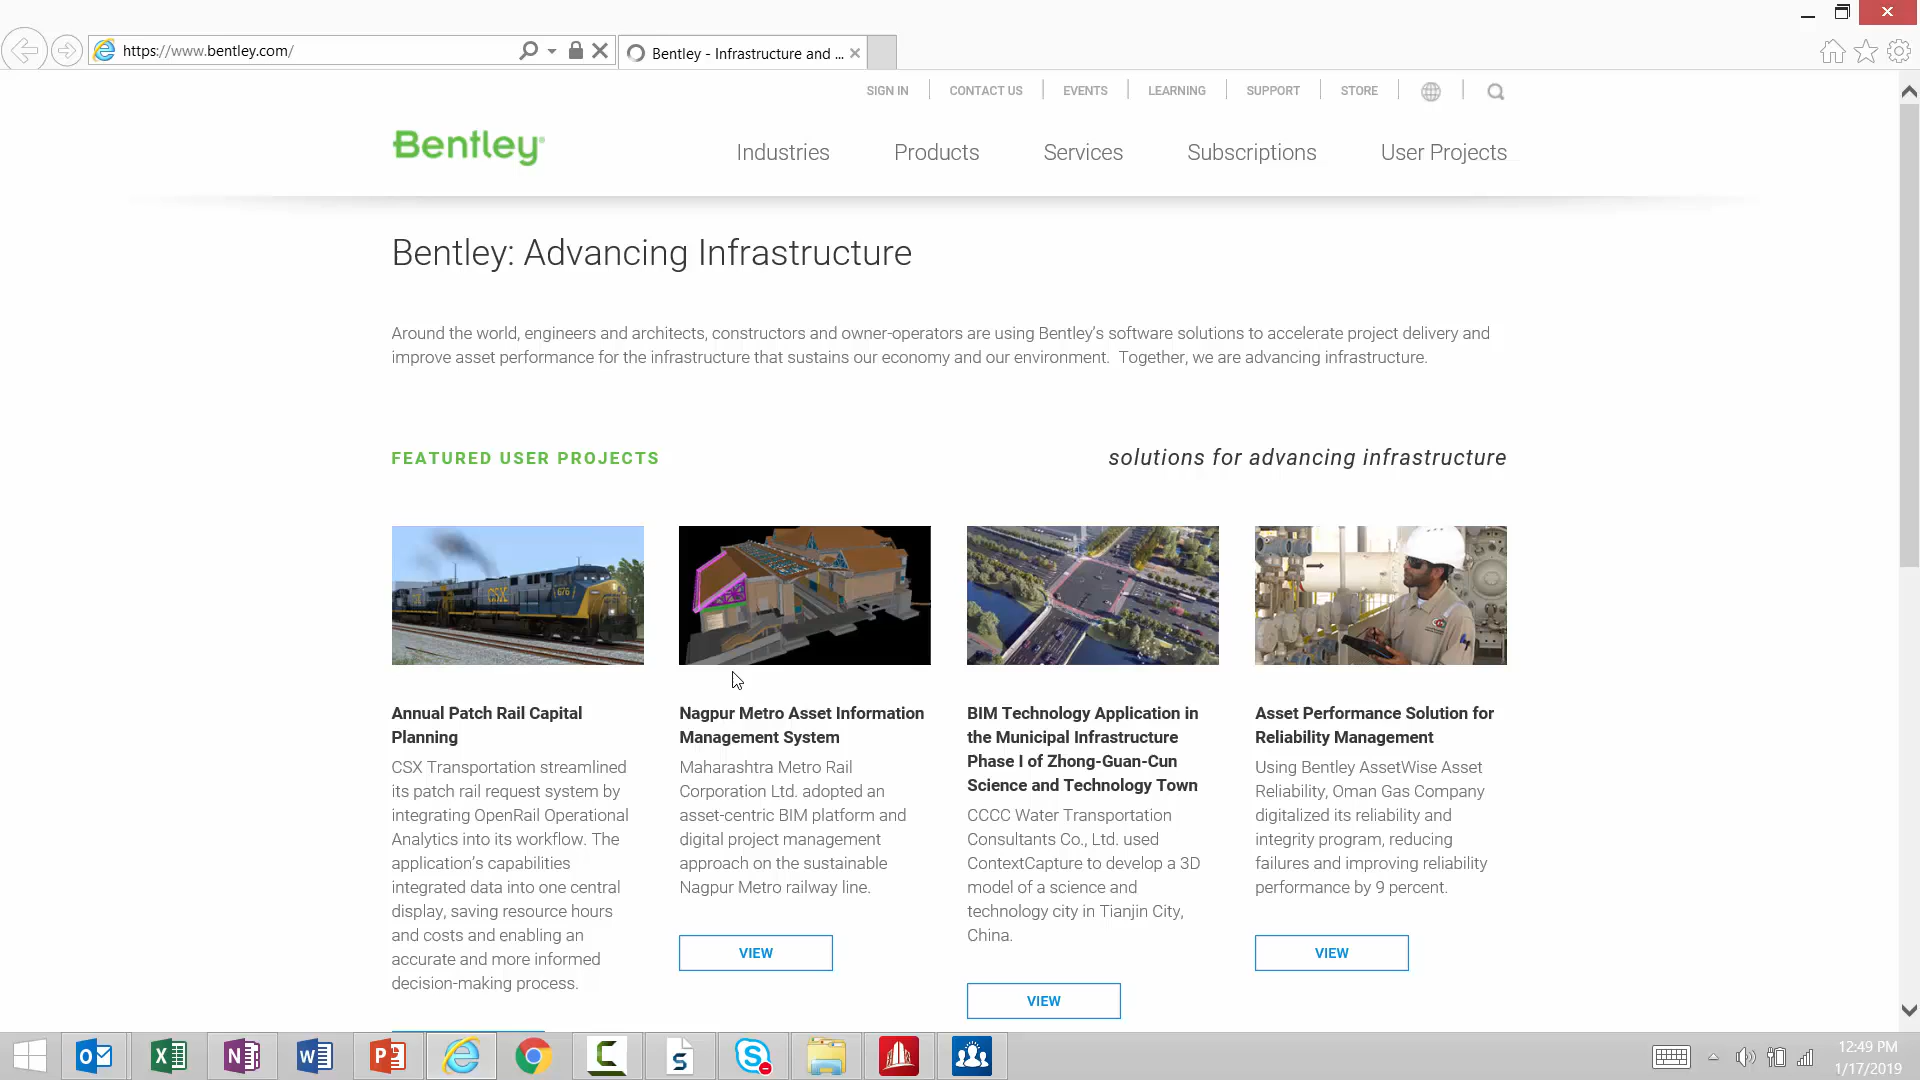 https://www.bentley.com/
Bentley - Infrastructure and ...
SIGN IN
CONTACT US
EVENTS
LEARNING
SUPPORT
STORE
Bentley
Industries
Products
Services
Subscriptions
User Projects
Bentley: Advancing Infrastructure
Around the world, engineers and architects, constructors and owner-operators are using Bentley's software solutions to accelerate project delivery and
improve asset performance for the infrastructure that sustains our economy and our environment.  Together, we are advancing infrastructure.
FEATURED USER PROJECTS
solutions for advancing infrastructure
CSX
Annual Patch Rail Capital
Planning
CSX Transportation streamlined
its patch rail request system by
integrating OpenRail Operational
Analytics into its workflow. The
application's capabilities
integrated data into one central
display, saving resource hours
and costs and enabling an
accurate and more informed
decision-making process.
Nagpur Metro Asset Information
Management System
Maharashtra Metro Rail
Corporation Ltd. adopted an
asset-centric BIM platform and
digital project management
approach on the sustainable
Nagpur Metro railway line.
VIEW
BIM Technology Application in
the Municipal Infrastructure
Phase I of Zhong-Guan-Cun
Science and Technology Town
CCCC Water Transportation
Consultants Co., Ltd. used
ContextCapture to develop a 3D
model of a science and
technology city in Tianjin City,
China.
VIEW
Asset Performance Solution for
Reliability Management
Using Bentley AssetWise Asset
Reliability, Oman Gas Company
digitalized its reliability and
integrity program, reducing
failures and improving reliability
performance by 9 percent.
VIEW
12:49 PM
1/17/2019